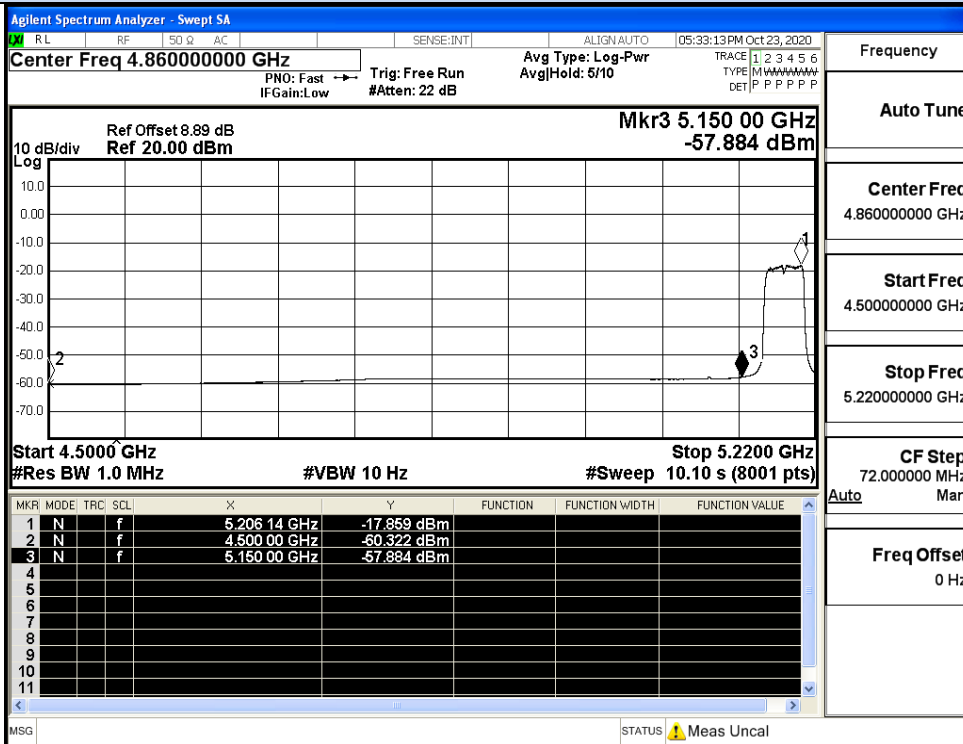 Agilent Spectrum Analyzer - Swept SA
LXI RL RF 50 Ω AC SENSE:INT ALIGN AUTO 05:33:13 PM Oct 23, 2020
Center Freq 4.860000000 GHz
PNO: Fast
IFGain:Low
Trig: Free Run
#Atten: 22 dB
Avg Type: Log-Pwr
Avg|Hold: 5/10
TRACE 1 2 3 4 5 6
TYPE M WWWWW
DET P P P P P P
Ref Offset 8.89 dB
10 dB/div Ref 20.00 dBm
Log
Mkr3 5.150 00 GHz
-57.884 dBm
10.0
0.00
-10.0
-20.0
-30.0
-40.0
-50.0
-60.0
-70.0
1
2
3
Start 4.5000 GHz Stop 5.2200 GHz
#Res BW 1.0 MHz #VBW 10 Hz #Sweep 10.10 s (8001 pts)
MKR MODE TRC SCL X Y FUNCTION FUNCTION WIDTH FUNCTION VALUE
1 N f 5.206 14 GHz -17.859 dBm
2 N f 4.500 00 GHz -60.322 dBm
3 N f 5.150 00 GHz -57.884 dBm
4
5
6
7
8
9
10
11
MSG STATUS Meas Uncal
Frequency
Auto Tune
Center Freq
4.860000000 GHz
Start Freq
4.500000000 GHz
Stop Freq
5.220000000 GHz
CF Step
72.000000 MHz
Auto Man
Freq Offset
0 Hz